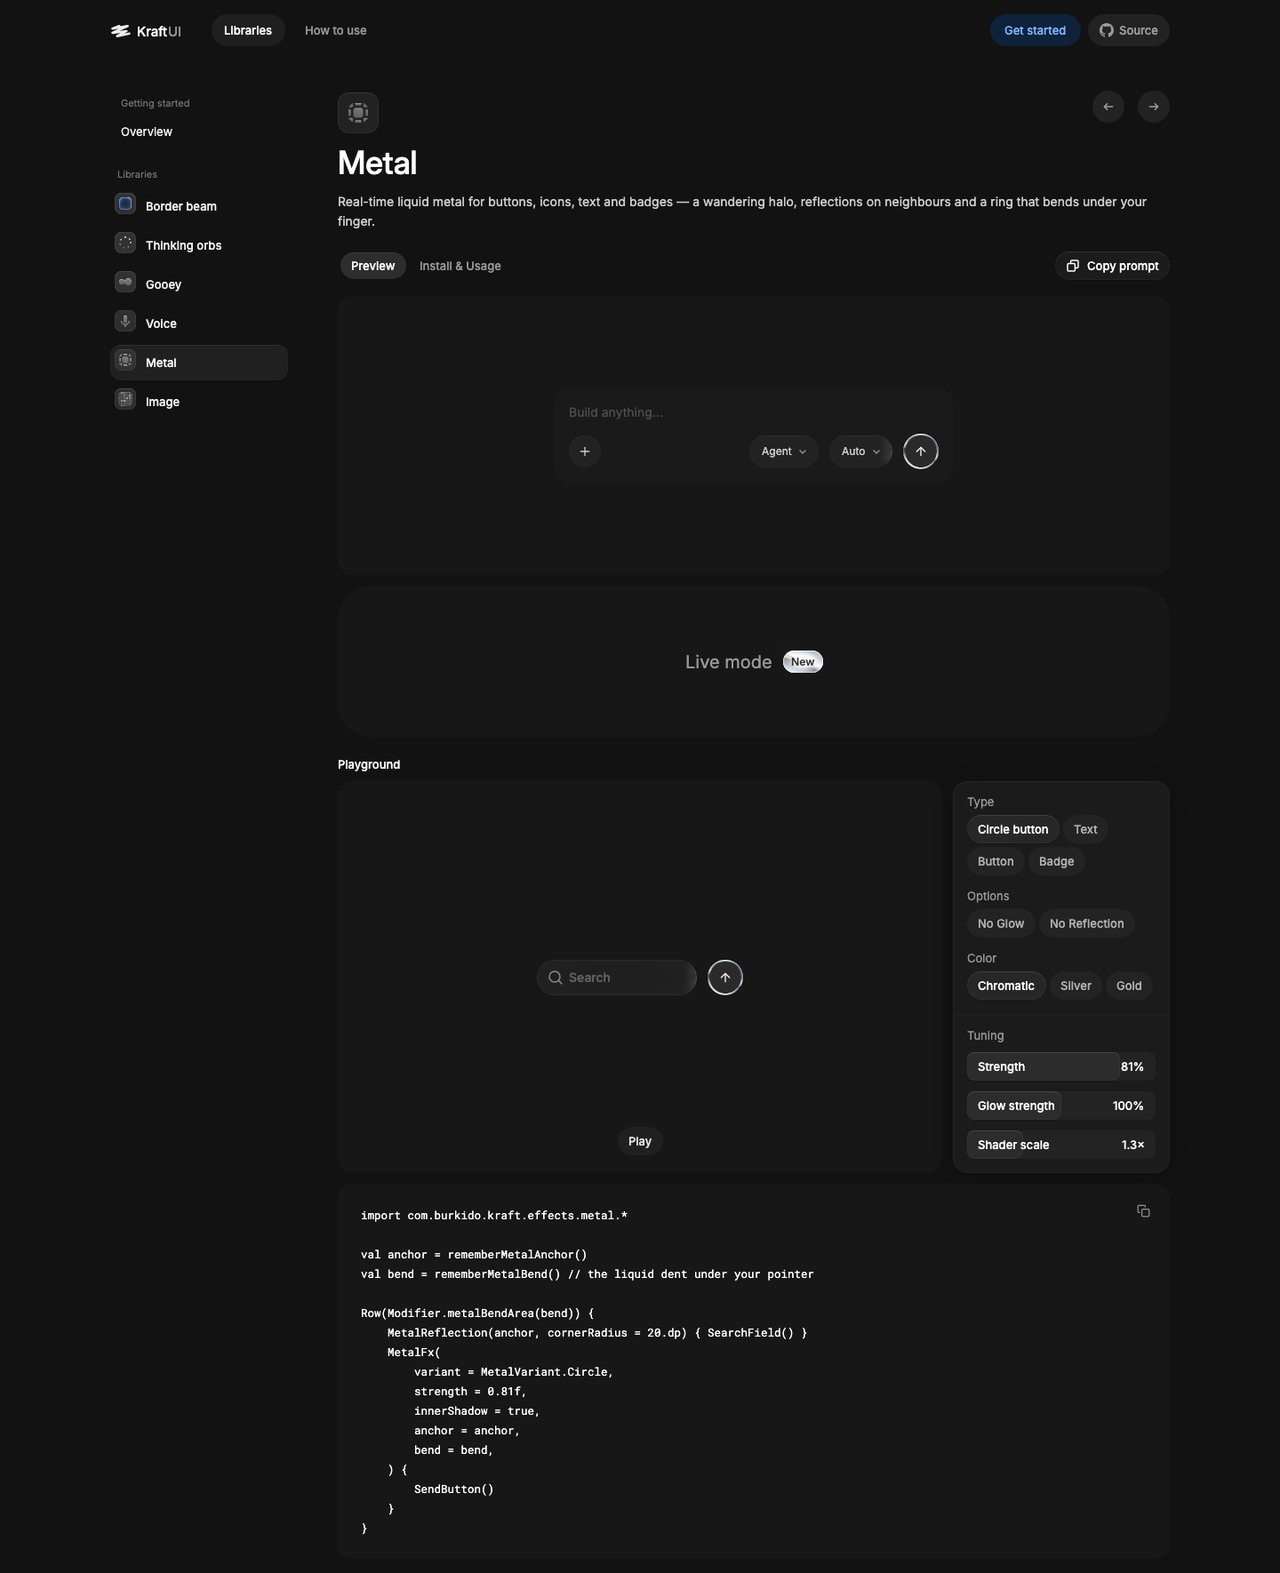 KraftUI
Libraries
How to use
Get started
Source
Getting started
Overview
Libraries
Border beam
Thinking orbs
Gooey
Voice
Metal
Image
Metal
Real-time liquid metal for buttons, icons, text and badges — a wandering halo, reflections on neighbours and a ring that bends under your
finger.
Preview
Install & Usage
Copy prompt
Build anything...
Agent
Auto
Live mode
New
Playground
Search
Play
Type
Circle button
Text
Button
Badge
Options
No Glow
No Reflection
Color
Chromatic
Silver
Gold
Tuning
Strength 81%
Glow strength 100%
Shader scale 1.3×
import com.burkido.kraft.effects.metal.*
val anchor = rememberMetalAnchor()
val bend = rememberMetalBend() // the liquid dent under your pointer
Row(Modifier.metalBendArea(bend)) {
    MetalReflection(anchor, cornerRadius = 20.dp) { SearchField() }
    MetalFx(
        variant = MetalVariant.Circle,
        strength = 0.81f,
        innerShadow = true,
        anchor = anchor,
        bend = bend,
    ) {
        SendButton()
    }
}